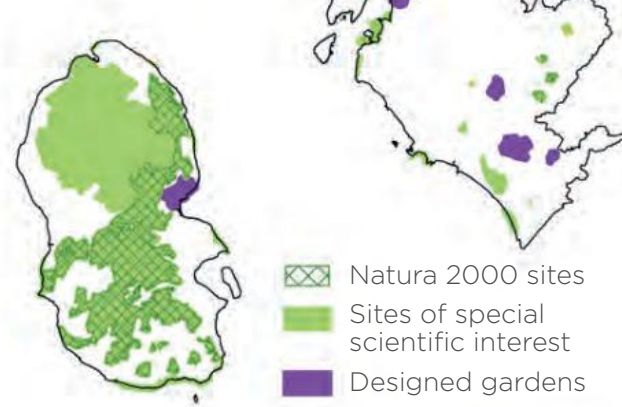 Natura 2000 sites
Sites of special
scientific interest
Designed gardens